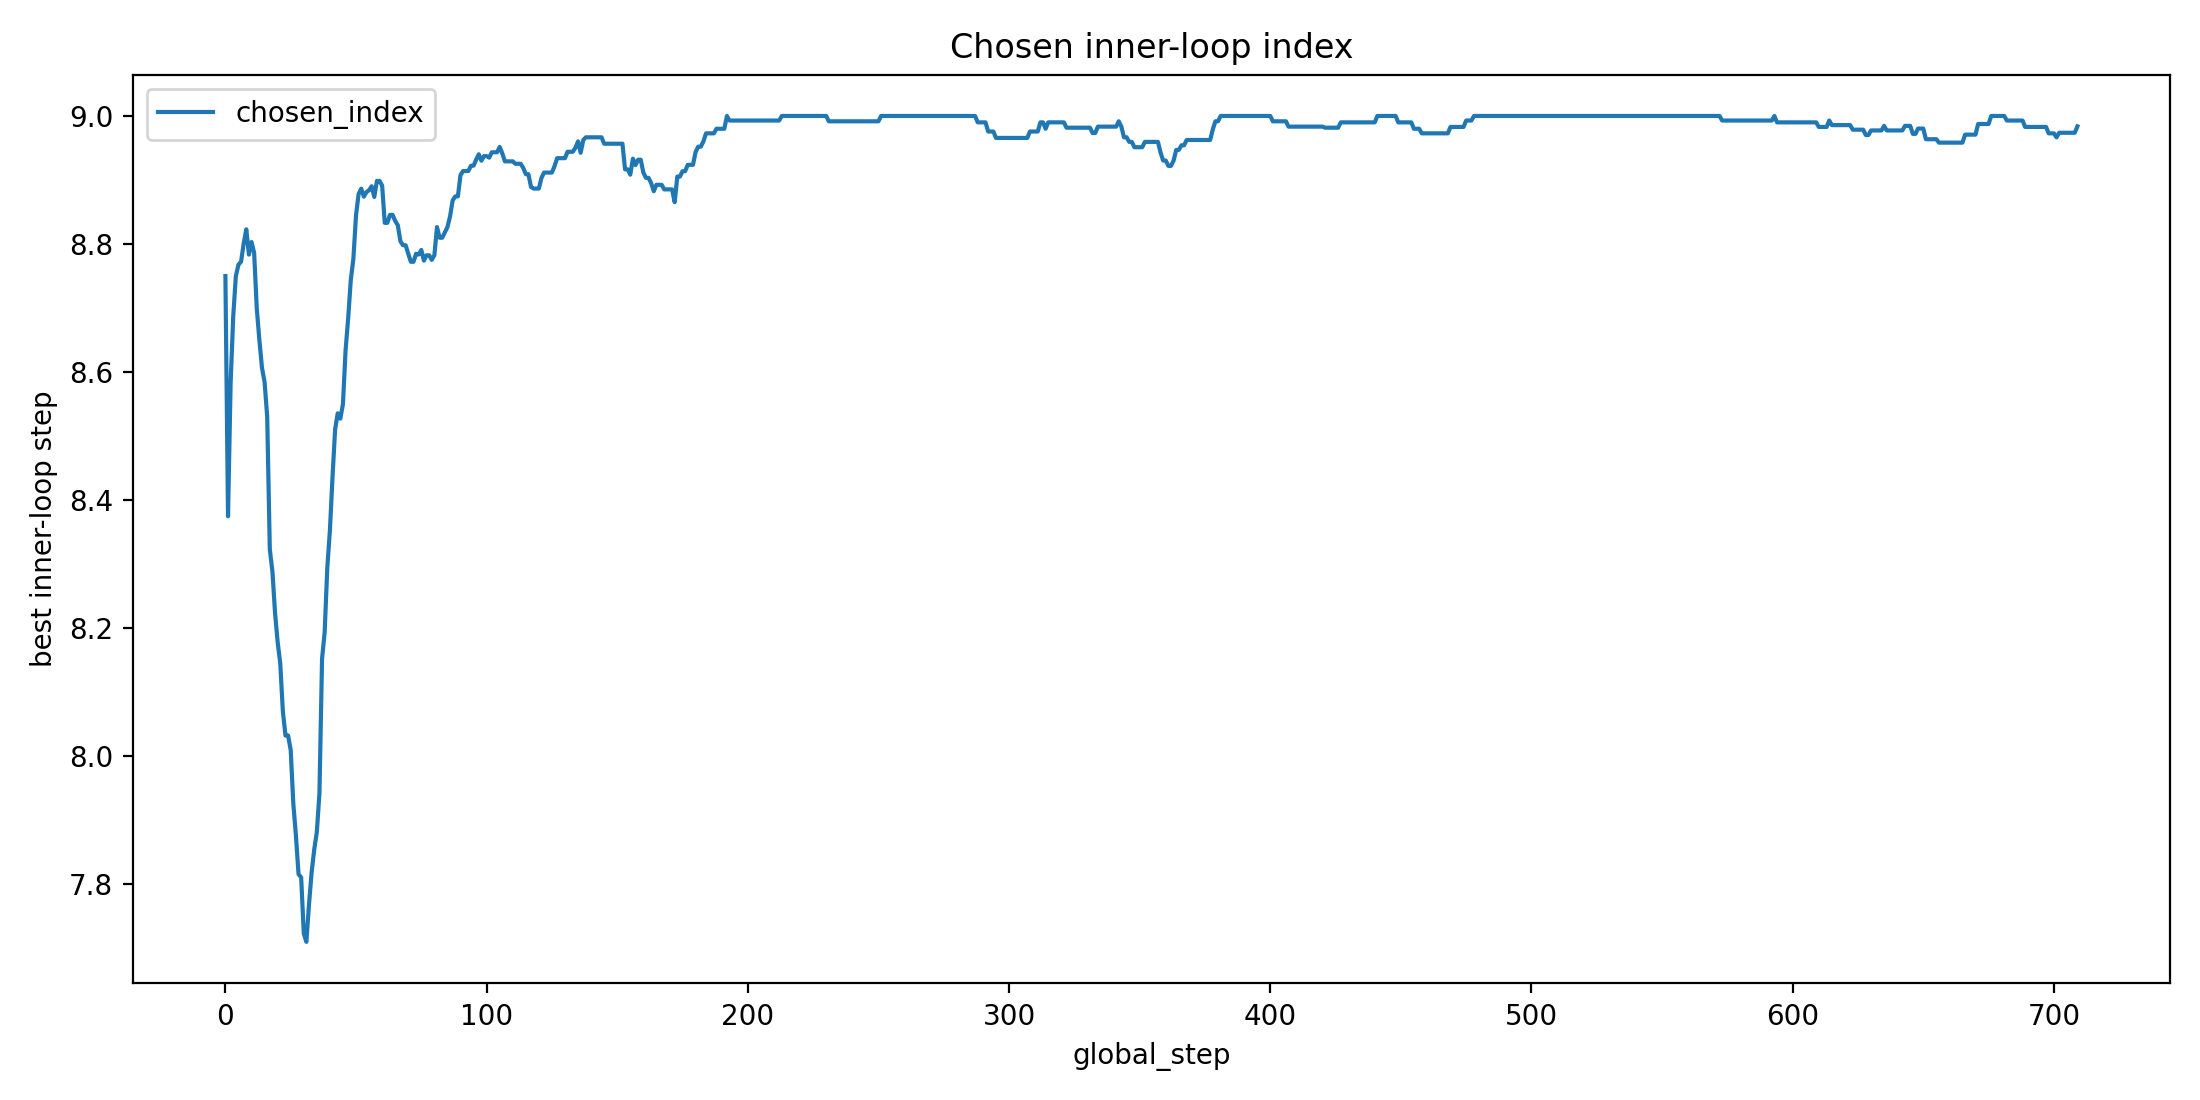 Chosen inner-loop index
chosen_index
best inner-loop step
9.0
8.8
8.6
8.4
8.2
8.0
7.8
0 100 200 300 400 500 600 700
global_step